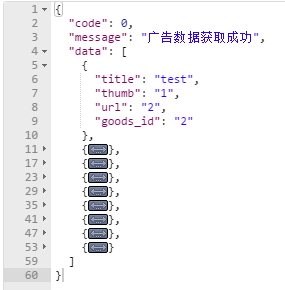 1 {
2 "code": 0,
3 "message": "广告数据获取成功",
4 "data": [
5 {
6 "title": "test",
7 "thumb": "1",
8 "url": "2",
9 "goods_id": "2"
10 },
11 {},
17 {},
23 {},
29 {},
35 {},
41 {},
47 {},
53 {}
59 ]
60 }